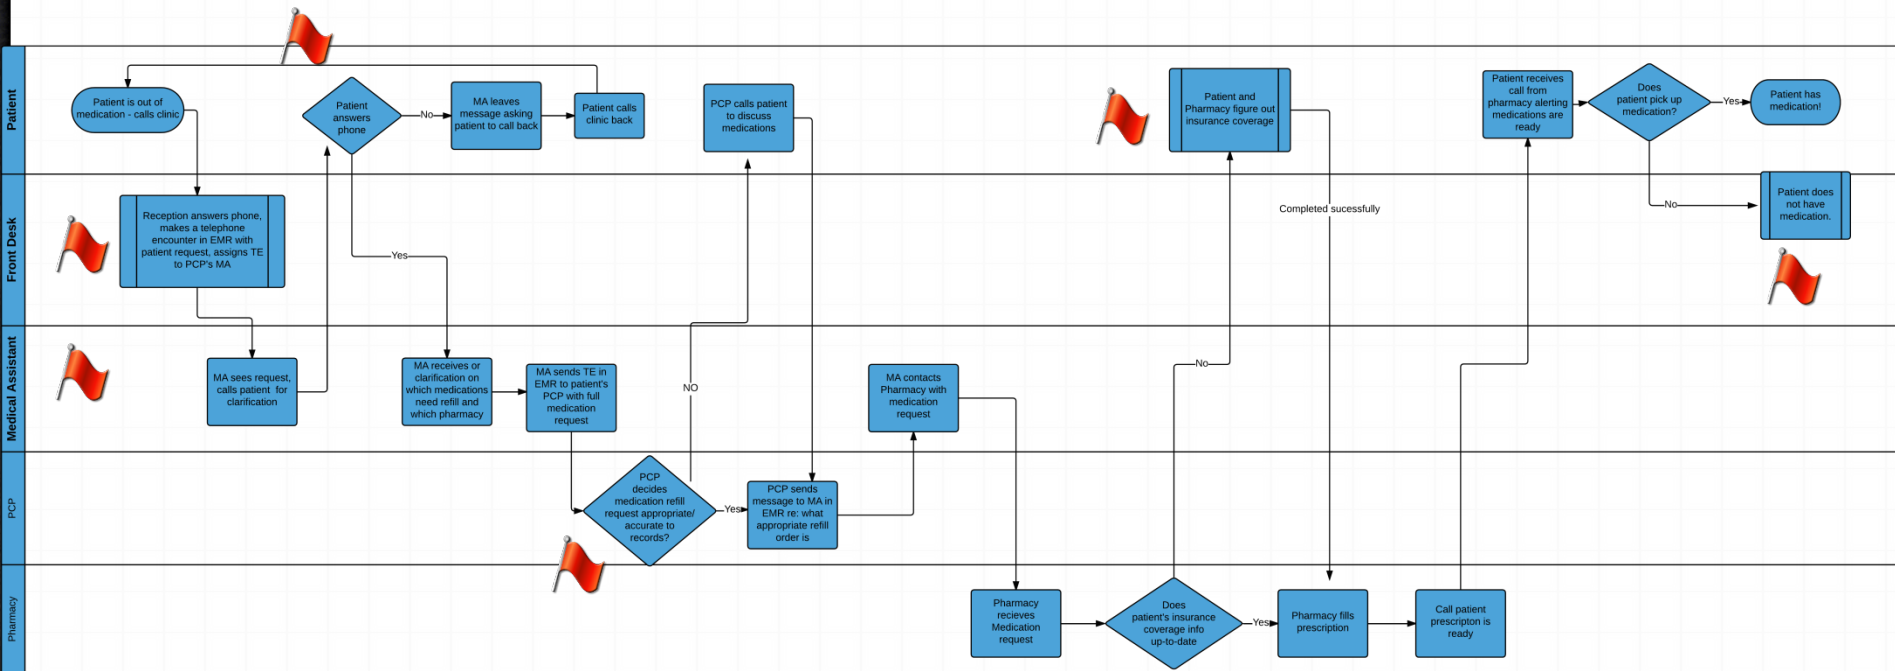 Patient
Patient is out of
medication - calls clinic
Patient
answers
phone
No
MA leaves
message asking
patient to call back
Patient calls
clinic back
PCP calls patient
to discuss
medications
Patient and
Pharmacy figure out
insurance coverage
Patient receives
call from
pharmacy alerting
medications are
ready
Does
patient pick up
medication?
Yes
Patient has
medication!
Front Desk
Reception answers phone,
makes a telephone
encounter in EMR with
patient request, assigns TE
to PCP's MA
Yes
Completed sucessfully
No
Patient does
not have
medication.
Medical Assistant
MA sees request,
calls patient for
clarification
MA receives or
clarification on
which medications
need refill and
which pharmacy
MA sends TE in
EMR to patient's
PCP with full
medication
request
NO
MA contacts
Pharmacy with
medication
request
No
PCP
PCP
decides
medication refill
request appropriate/
accurate to
records?
Yes
PCP sends
message to MA in
EMR re: what
appropriate refill
order is
Pharmacy
Pharmacy
recieves
Medication
request
Does
patient's insurance
coverage info
up-to-date
Yes
Pharmacy fills
prescription
Call patient
prescripton is
ready